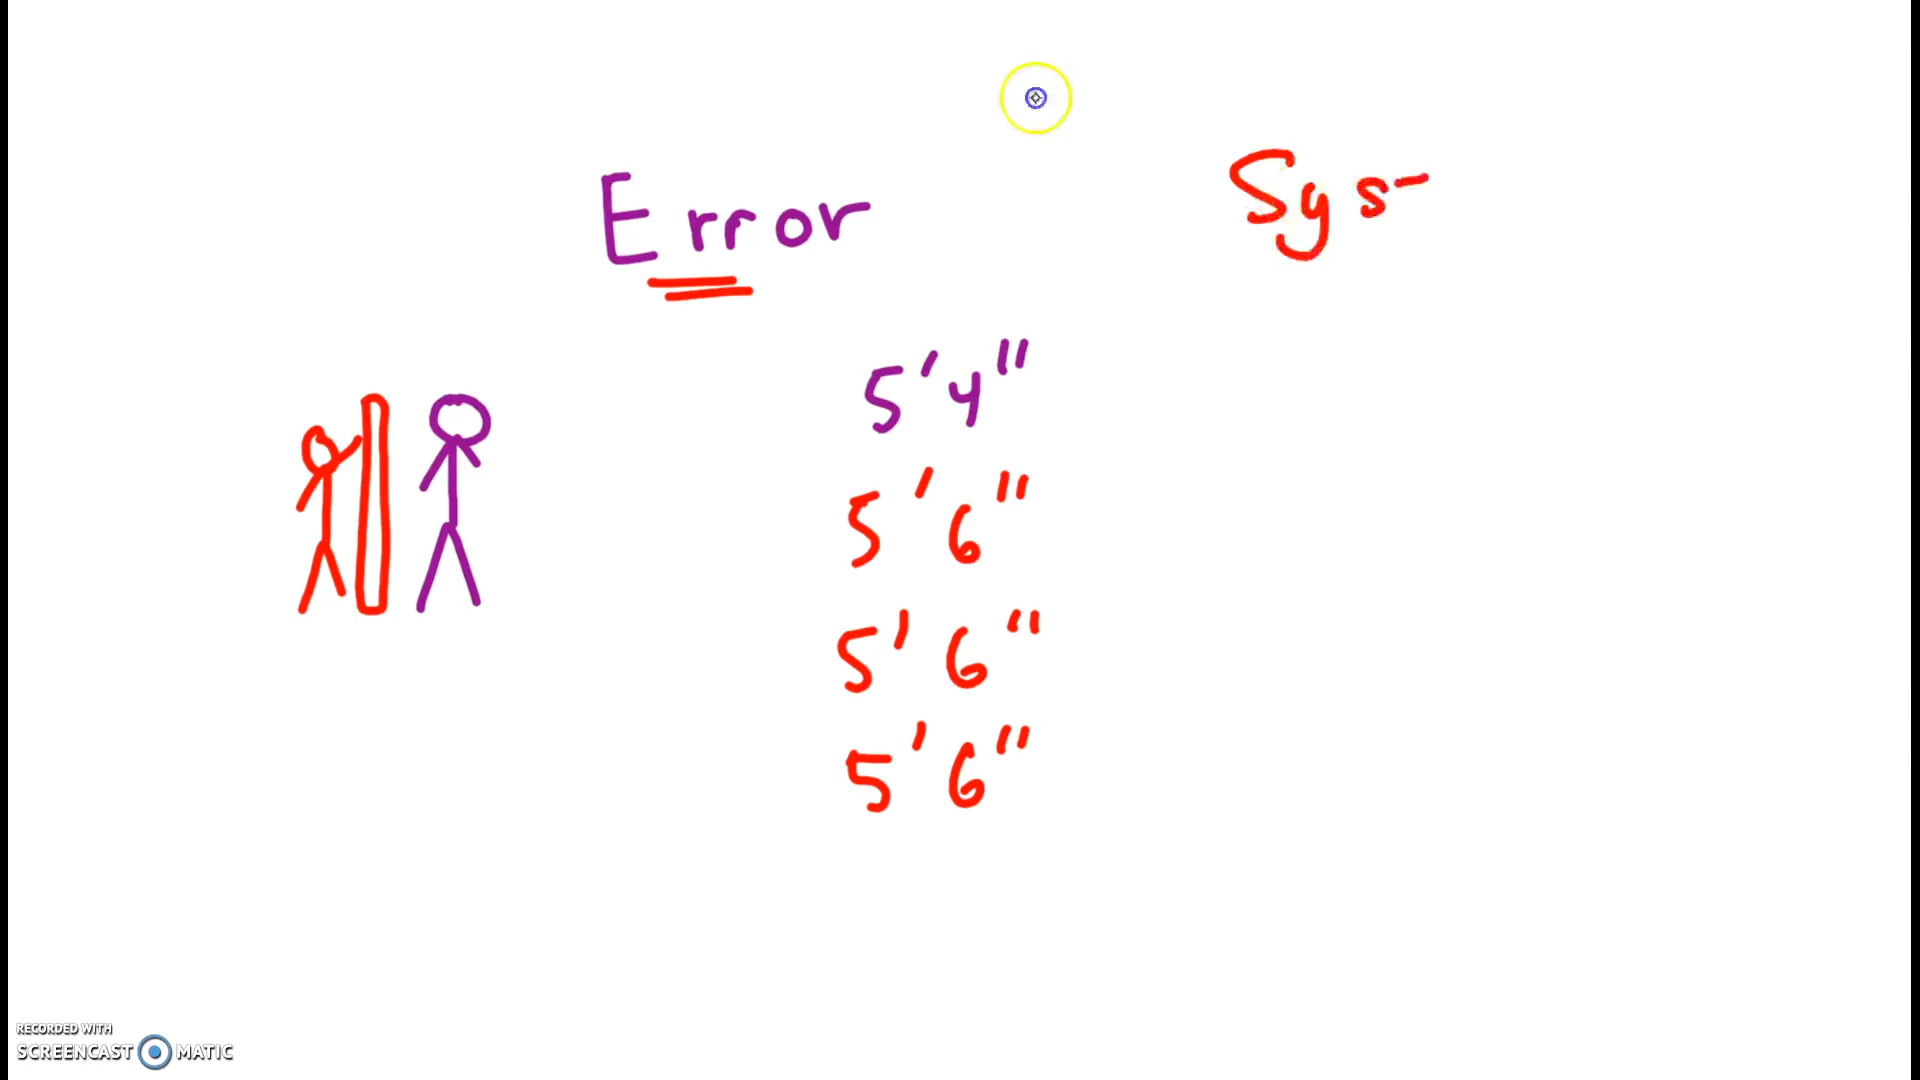 Error
Sys
5'4"
5'6"
5'6"
5'6"
RECORDED WITH
SCREENCAST MATIC